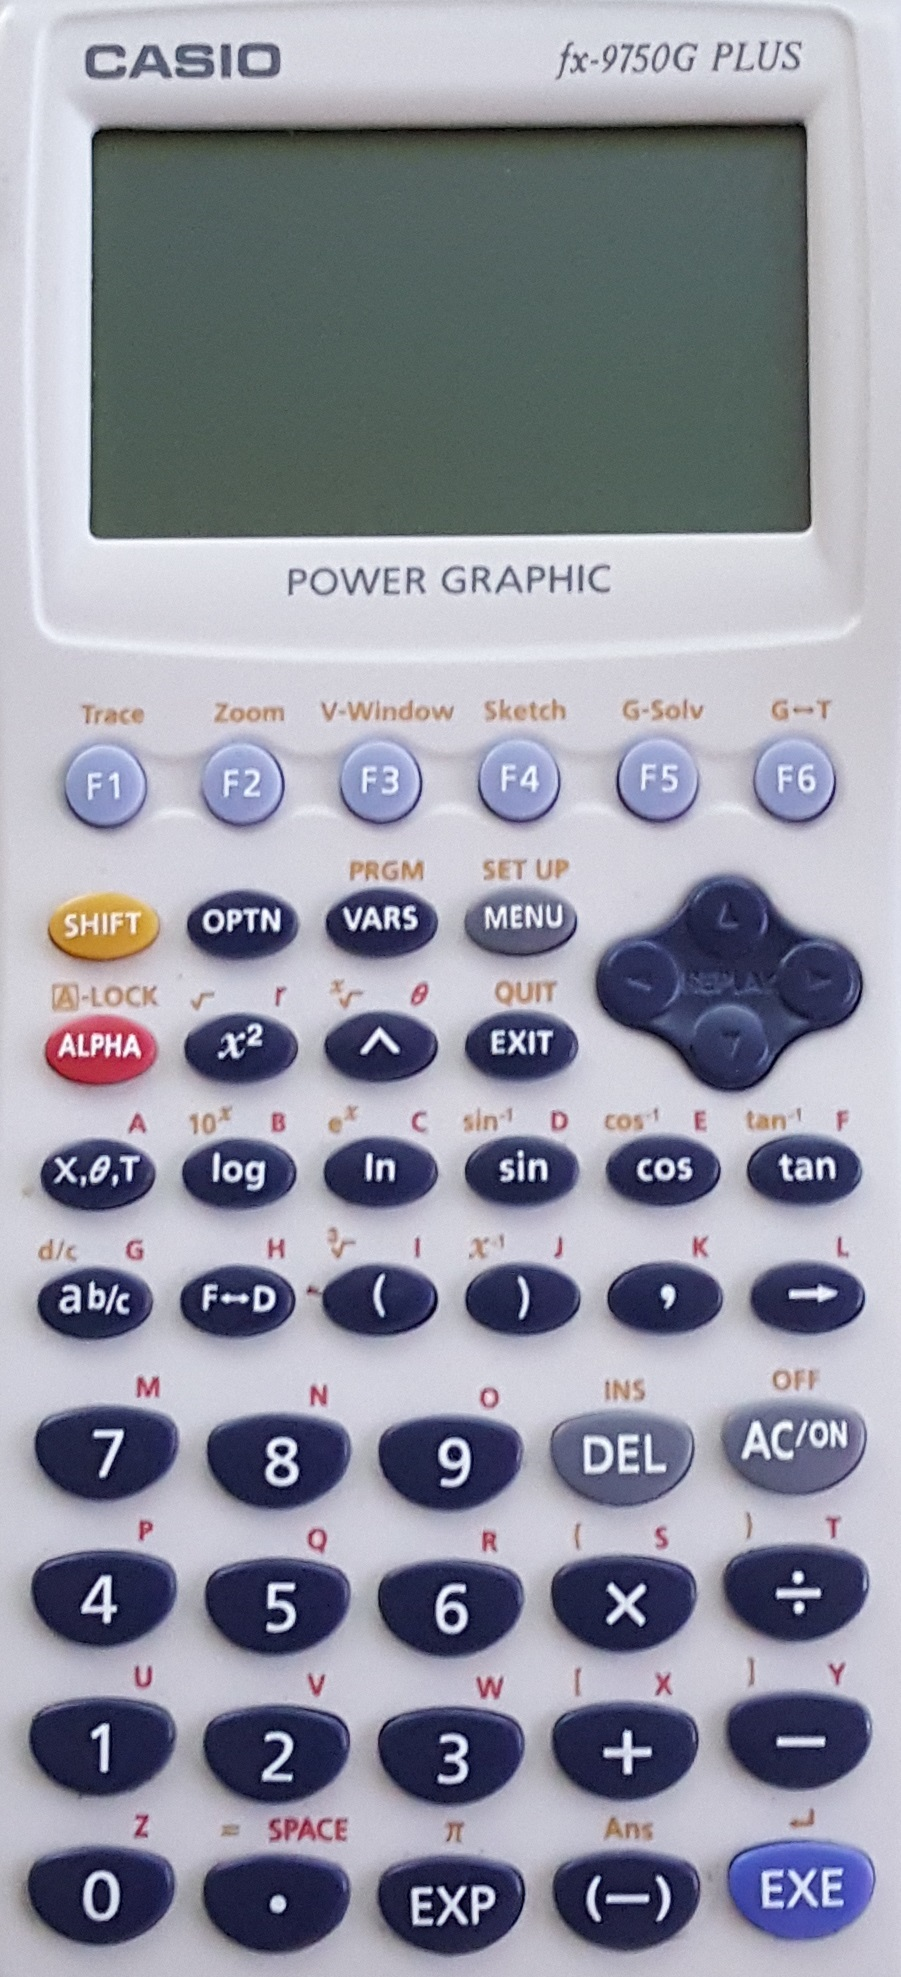 CASIO fx-9750G PLUS
POWER GRAPHIC
Trace Zoom V-Window Sketch G-Solv G↔T
F1 F2 F3 F4 F5 F6
PRGM SET UP
SHIFT OPTN VARS MENU
REPLAY
A-LOCK √ r ˣ√ θ QUIT
ALPHA x² ^ EXIT
A 10ˣ B eˣ C sin⁻¹ D cos⁻¹ E tan⁻¹ F
X,θ,T log ln sin cos tan
d/c G H ³√ I x⁻¹ J K L
a b/c F↔D ( ) , →
M N O INS OFF
7 8 9 DEL AC/ON
P Q R { S } T
4 5 6 × ÷
U V W [ X ] Y
1 2 3 + −
Z = SPACE π Ans ↵
0 • EXP (−) EXE